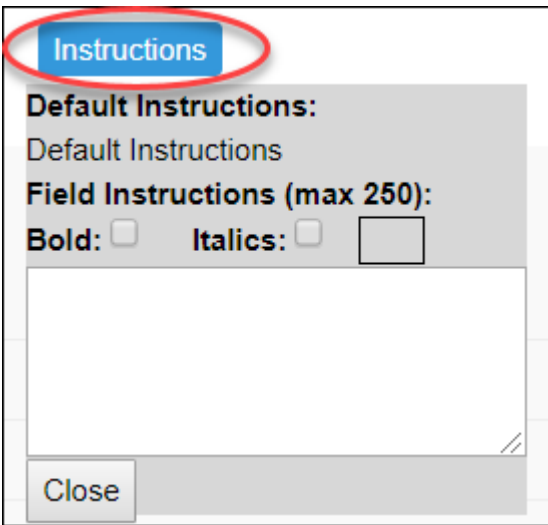 Instructions
Default Instructions:
Default Instructions
Field Instructions (max 250):
Bold: Italics:
Close